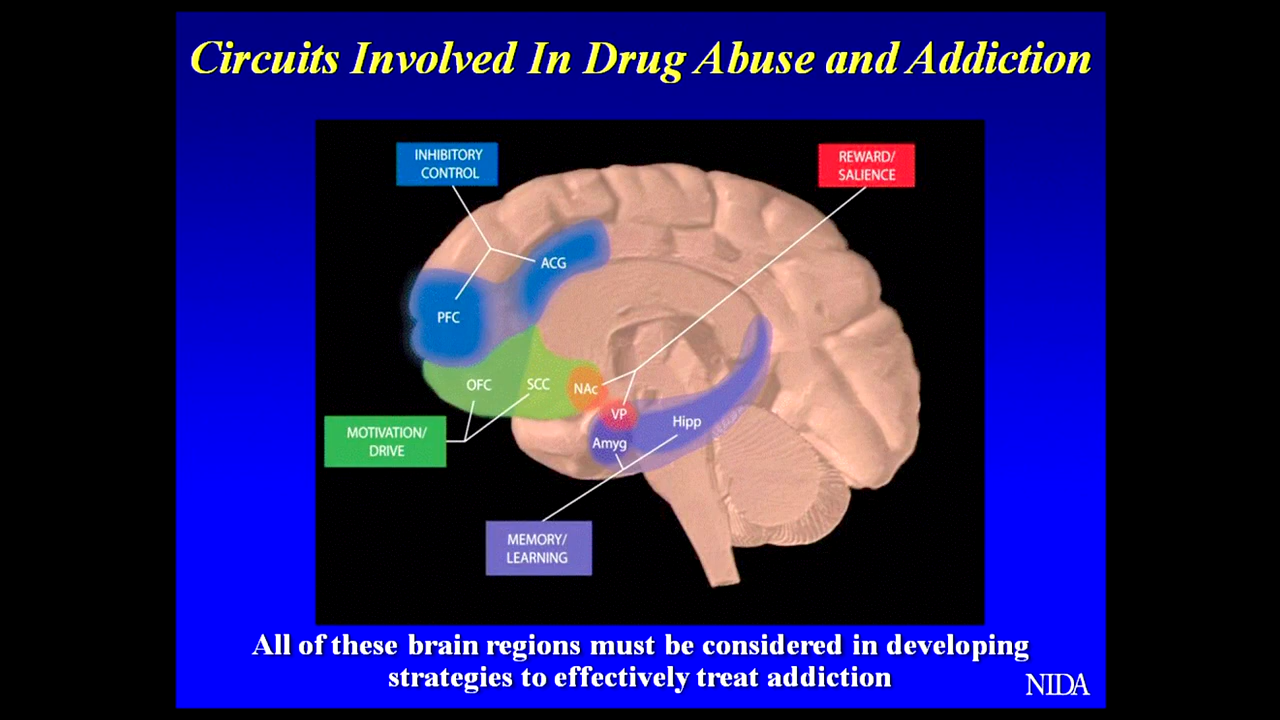 Circuits Involved In Drug Abuse and Addiction
INHIBITORY
CONTROL
REWARD/
SALIENCE
ACG
PFC
OFC
SCC
NAc
VP
Hipp
Amyg
MOTIVATION/
DRIVE
MEMORY/
LEARNING
All of these brain regions must be considered in developing
strategies to effectively treat addiction
NIDA